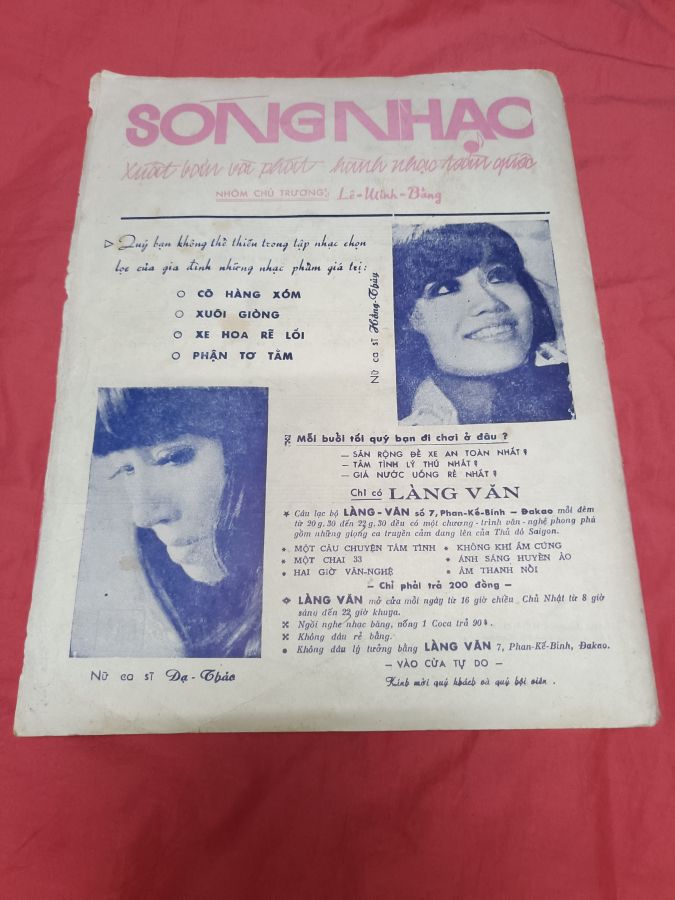 SÓNG NHẠC
xuất bản và phát hành nhạc toàn quốc
NHÓM CHỦ TRƯƠNG: Lê-Minh-Bằng
Quý bạn không thể thiếu trong tập nhạc chọn
lọc của gia đình những nhạc phẩm giá trị:
CÔ HÀNG XÓM
XUÔI GIÒNG
XE HOA RẼ LỐI
PHẬN TƠ TẰM
Nữ ca sĩ Hồng-Thủy
Nữ ca sĩ Dạ-Thảo
Mỗi buổi tối quý bạn đi chơi ở đâu ?
— SÂN RỘNG ĐỂ XE AN TOÀN NHẤT ?
— TÂM TÌNH LÝ THÚ NHẤT ?
— GIÁ NƯỚC UỐNG RẺ NHẤT ?
Chỉ có LÀNG VĂN
★ Câu lạc bộ LÀNG-VĂN số 7, Phan-Kế-Bính — Đakao mỗi đêm
từ 20g,30 đến 22g,30 đều có một chương-trình văn-nghệ phong phú
gồm những giọng ca truyền cảm đang lên của Thủ đô Saigon.
• MỘT CÂU CHUYỆN TÂM TÌNH • KHÔNG KHÍ ẤM CÚNG
• MỘT CHAI 33 • ÁNH SÁNG HUYỀN ẢO
• HAI GIỜ VĂN-NGHỆ • ÂM THANH NỔI
— Chỉ phải trả 200 đồng —
LÀNG VĂN mở cửa mỗi ngày từ 16 giờ chiều, Chủ Nhật từ 8 giờ
sáng đến 22 giờ khuya.
Ngồi nghe nhạc băng, uống 1 Coca trả 90đ.
Không đâu rẻ bằng.
• Không đâu lý tưởng bằng LÀNG VĂN 7, Phan-Kế-Bính, Đakao.
— VÀO CỬA TỰ DO —
Kính mời quý khách và quý hội viên.